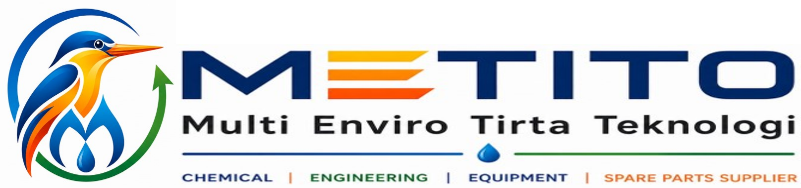 METITO
Multi Enviro Tirta Teknologi
CHEMICAL | ENGINEERING | EQUIPMENT | SPARE PARTS SUPPLIER